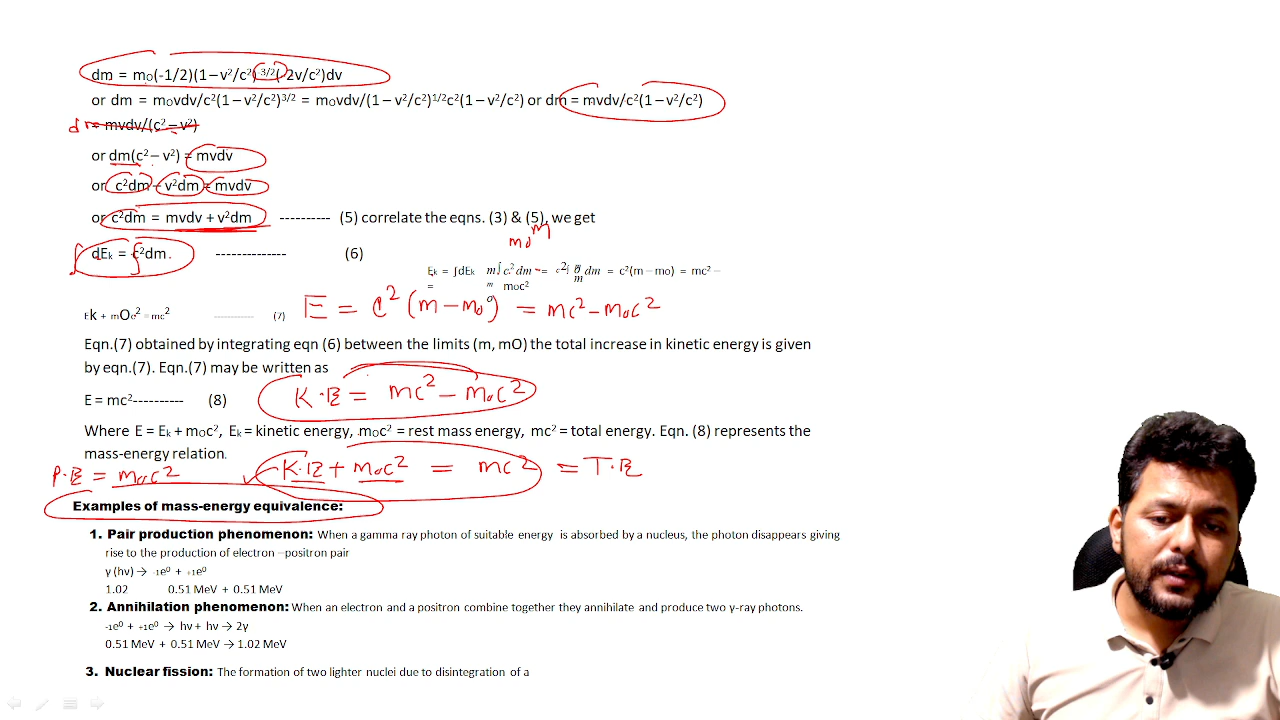 dm = m₀(-1/2)(1−v²/c²) 3/2(-2v/c²)dv
or dm = m₀vdv/c²(1−v²/c²)³/² = m₀vdv/(1−v²/c²)¹/²c²(1−v²/c²) or dm = mvdv/c²(1−v²/c²)
= mvdv/(c² − v²)
or dm(c² − v²) = mvdv
or c²dm − v²dm = mvdv
or c²dm = mvdv + v²dm ---------- (5) correlate the eqns. (3) & (5), we get
m₀ m
dEₖ = c²dm. -------------- (6)
Eₖ = ∫dEₖ = m∫ c² dm = c²∫ dm = c²(m − mo) = mc² −
m moc²
E = c² (m − m₀) = mc² − m₀c²
Ek + mOc² = mc² ---------- (7)
Eqn.(7) obtained by integrating eqn (6) between the limits (m, mO) the total increase in kinetic energy is given
by eqn.(7). Eqn.(7) may be written as
K·E = mc² − m₀c²
E = mc²---------- (8)
Where E = Eₖ + m₀c², Eₖ = kinetic energy, m₀c² = rest mass energy, mc² = total energy. Eqn. (8) represents the
mass-energy relation.
K·E + m₀c² = mc² = T·E
P·E = m₀c²
Examples of mass-energy equivalence:
1. Pair production phenomenon: When a gamma ray photon of suitable energy is absorbed by a nucleus, the photon disappears giving
rise to the production of electron –positron pair
γ (hν) → -1e⁰ + +1e⁰
1.02 0.51 MeV + 0.51 MeV
2. Annihilation phenomenon: When an electron and a positron combine together they annihilate and produce two γ-ray photons.
-1e⁰ + +1e⁰ → hν + hν → 2γ
0.51 MeV + 0.51 MeV → 1.02 MeV
3. Nuclear fission: The formation of two lighter nuclei due to disintegration of a